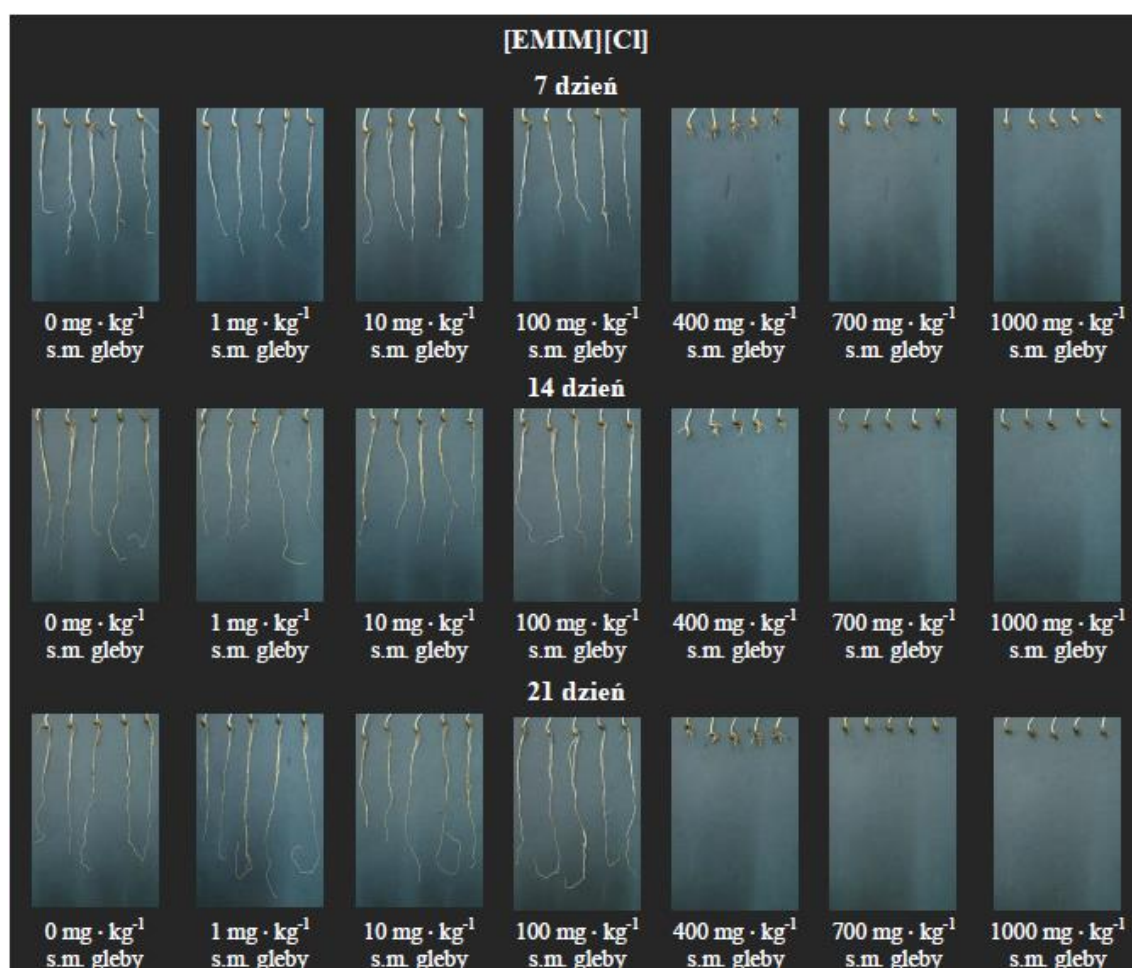 [EMIM][Cl]
7 dzień
0 mg · kg⁻¹ 1 mg · kg⁻¹ 10 mg · kg⁻¹ 100 mg · kg⁻¹ 400 mg · kg⁻¹ 700 mg · kg⁻¹ 1000 mg · kg⁻¹
s.m. gleby s.m. gleby s.m. gleby s.m. gleby s.m. gleby s.m. gleby s.m. gleby
14 dzień
0 mg · kg⁻¹ 1 mg · kg⁻¹ 10 mg · kg⁻¹ 100 mg · kg⁻¹ 400 mg · kg⁻¹ 700 mg · kg⁻¹ 1000 mg · kg⁻¹
s.m. gleby s.m. gleby s.m. gleby s.m. gleby s.m. gleby s.m. gleby s.m. gleby
21 dzień
0 mg · kg⁻¹ 1 mg · kg⁻¹ 10 mg · kg⁻¹ 100 mg · kg⁻¹ 400 mg · kg⁻¹ 700 mg · kg⁻¹ 1000 mg · kg⁻¹
s.m. gleby s.m. gleby s.m. gleby s.m. gleby s.m. gleby s.m. gleby s.m. gleby